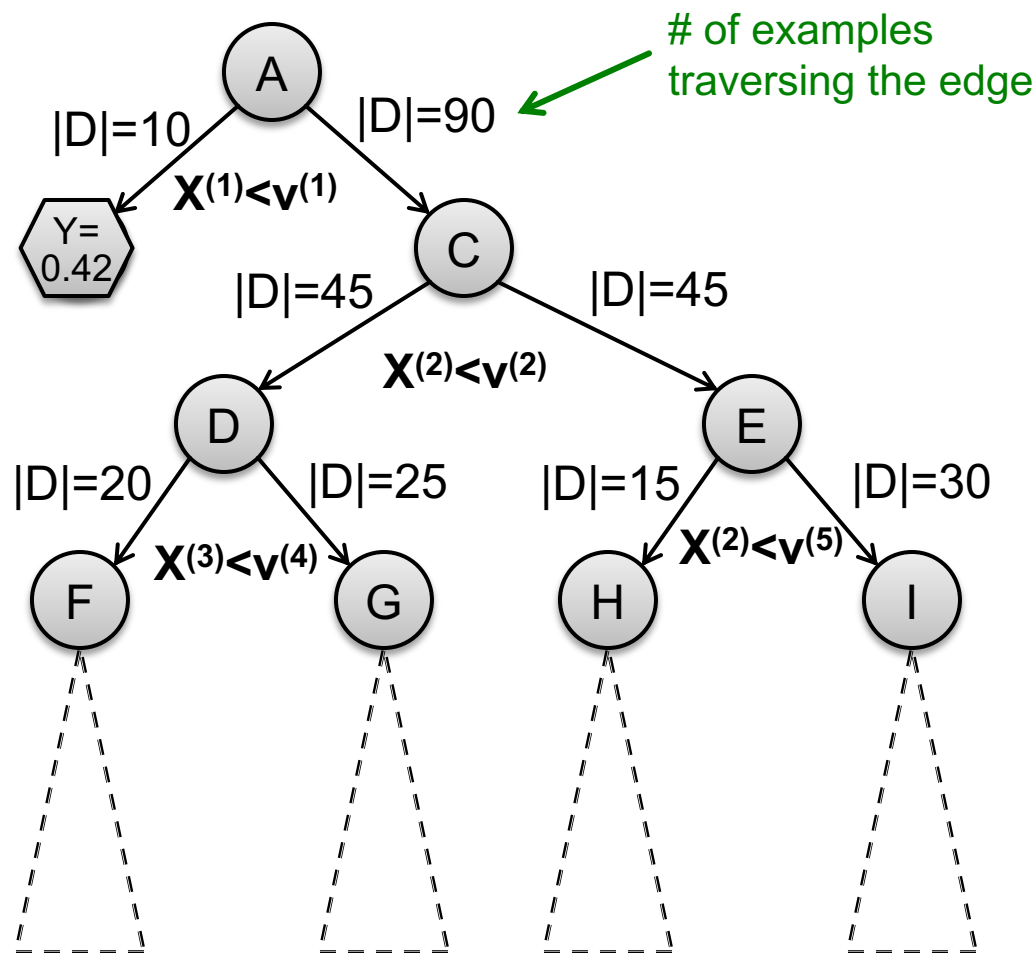 # of examples
traversing the edge
A
|D|=10
|D|=90
X(1)<v(1)
Y=
0.42
C
|D|=45
|D|=45
X(2)<v(2)
D
E
|D|=20
|D|=25
|D|=15
|D|=30
X(3)<v(4)
X(2)<v(5)
F
G
H
I